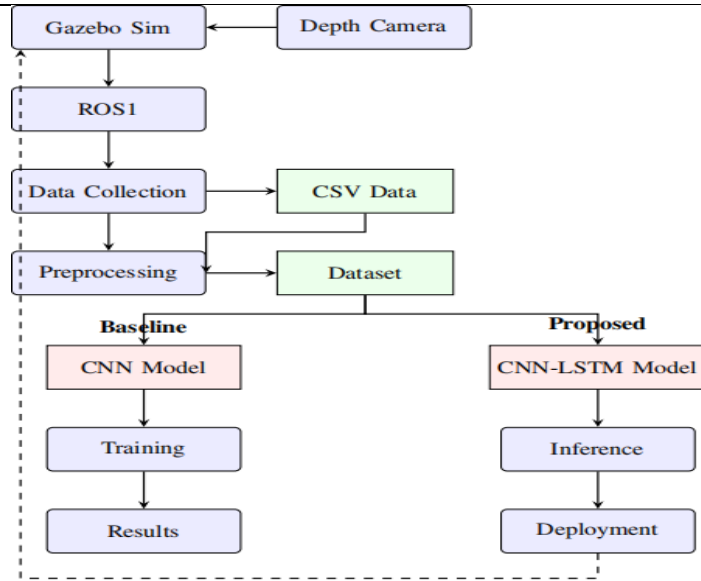 Gazebo Sim
Depth Camera
ROS1
Data Collection
CSV Data
Preprocessing
Dataset
Baseline
Proposed
CNN Model
CNN-LSTM Model
Training
Inference
Results
Deployment